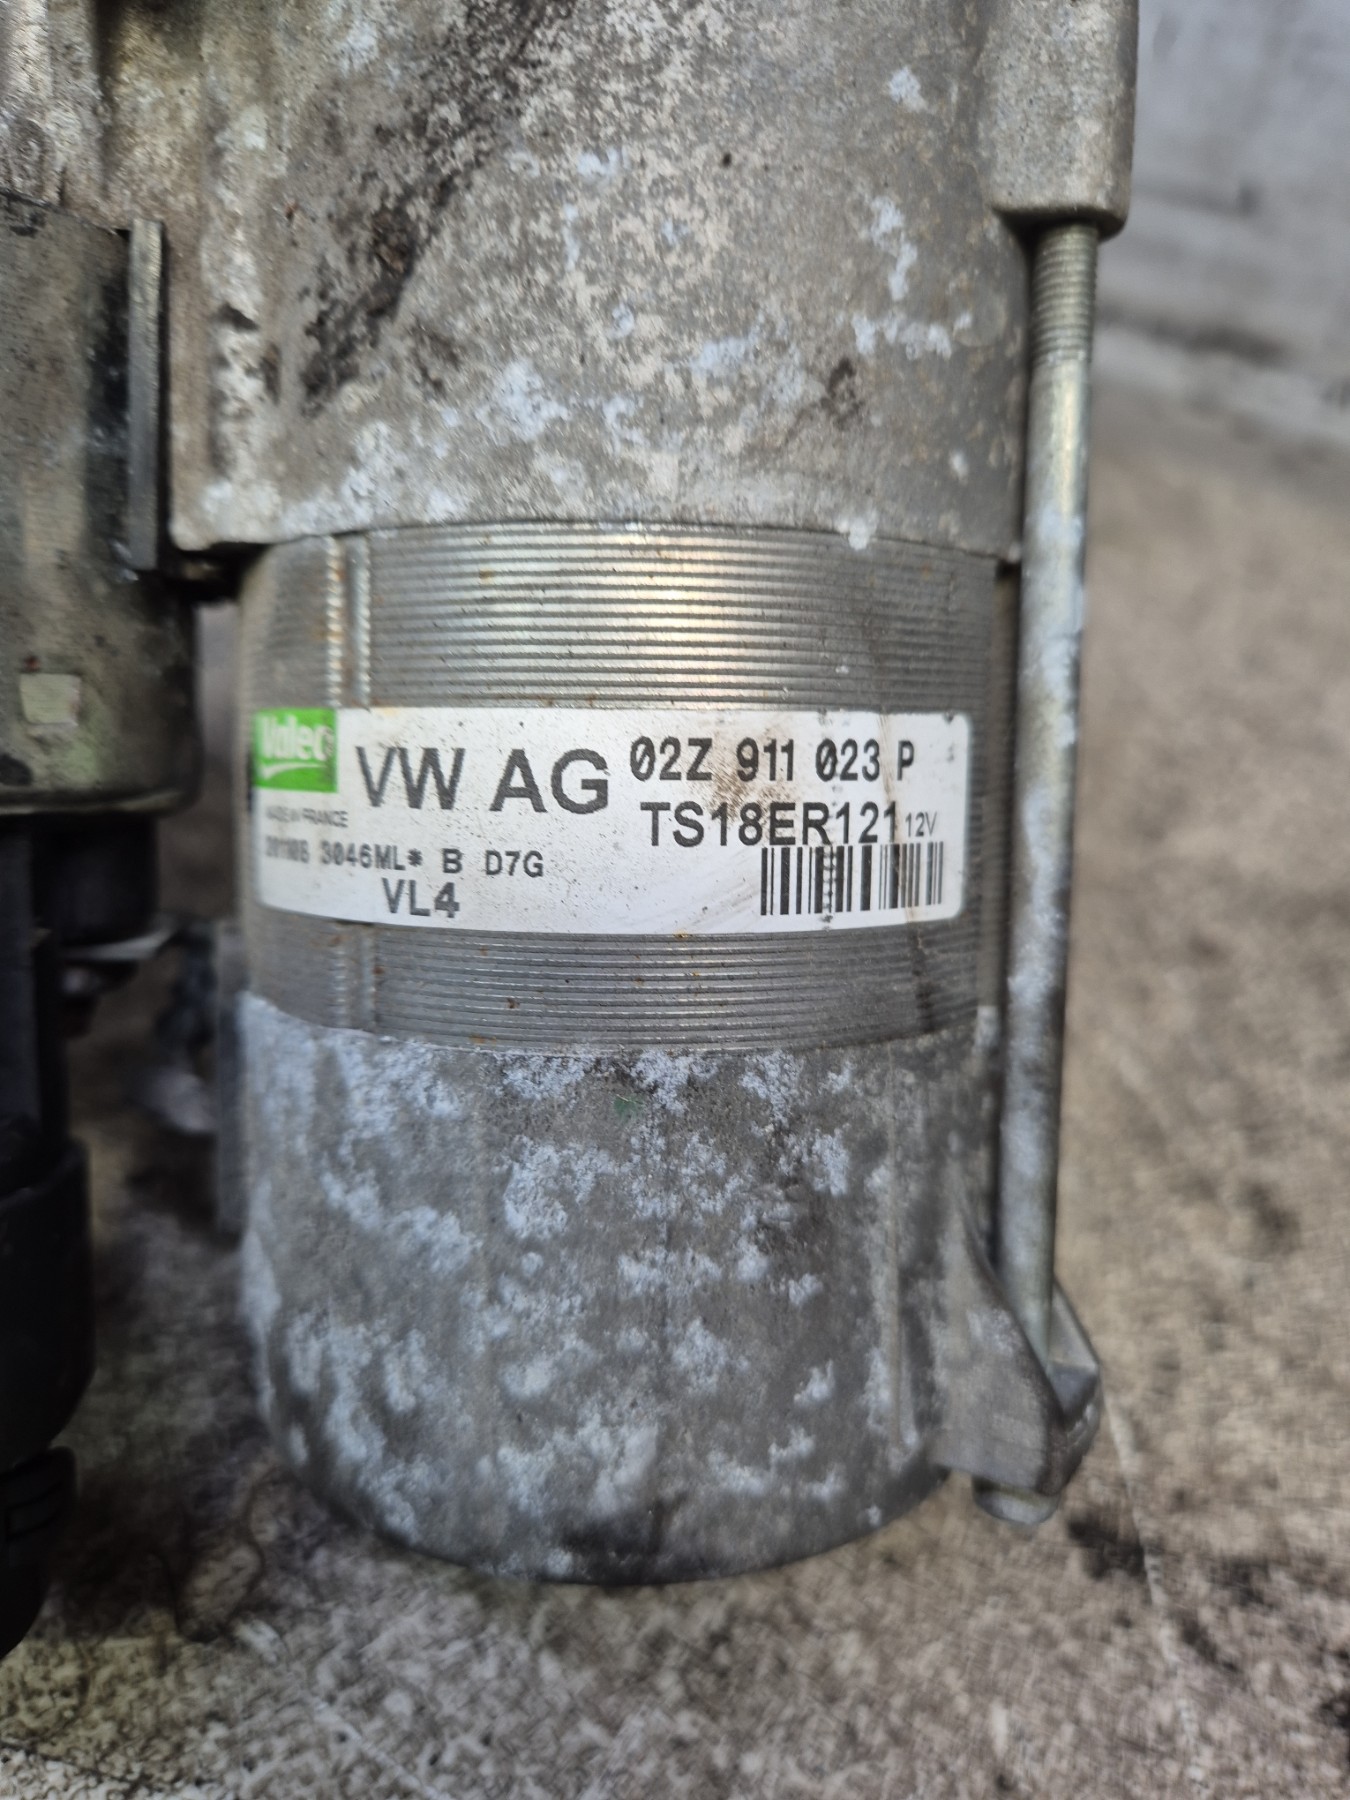 Valeo
VW AG
02Z 911 023 P
TS18ER121 12V
MADE IN FRANCE
3046ML* B D7G
VL4